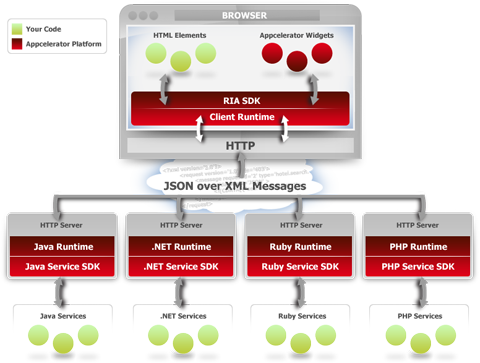 BROWSER
Your Code
Appcelerator Platform
HTML Elements
Appcelerator Widgets
RIA SDK
Client Runtime
HTTP
JSON over XML Messages
HTTP Server
HTTP Server
HTTP Server
HTTP Server
Java Runtime
.NET Runtime
Ruby Runtime
PHP Runtime
Java Service SDK
.NET Service SDK
Ruby Service SDK
PHP Service SDK
Java Services
.NET Services
Ruby Services
PHP Services